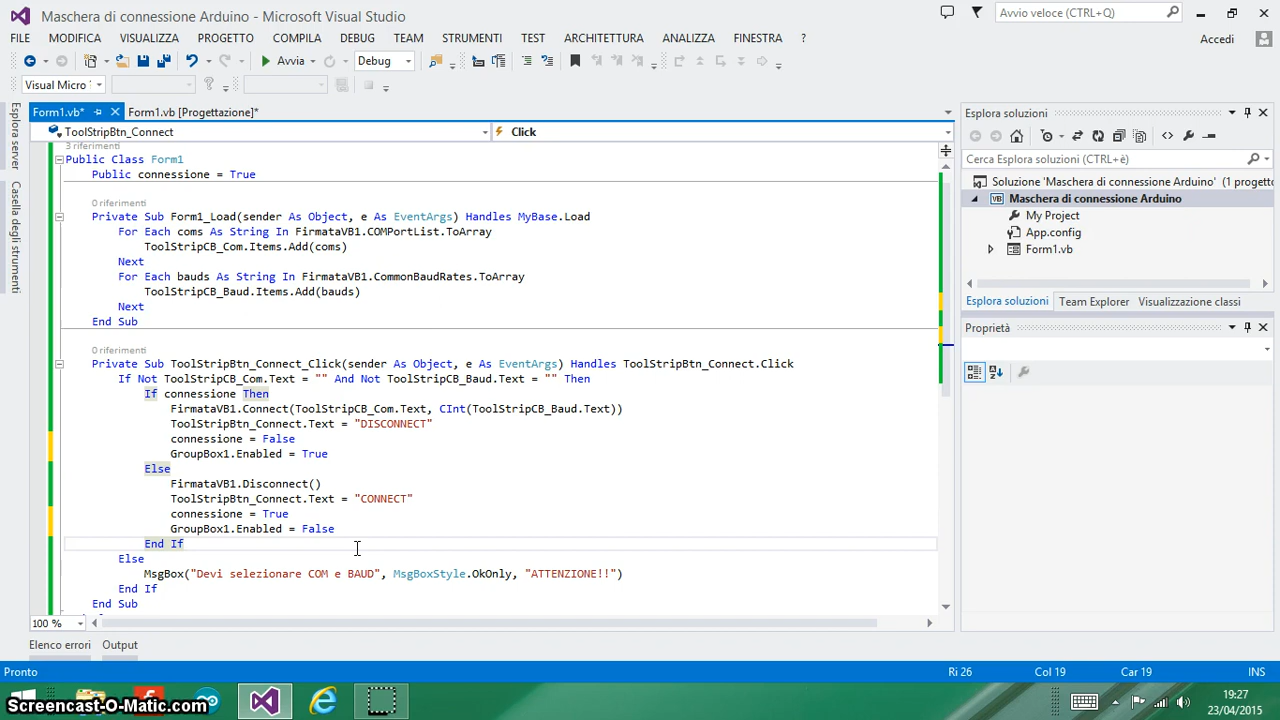 Maschera di connessione Arduino - Microsoft Visual Studio
Avvio veloce (CTRL+Q)
FILE MODIFICA VISUALIZZA PROGETTO COMPILA DEBUG TEAM STRUMENTI TEST ARCHITETTURA ANALIZZA FINESTRA ?
Accedi
Avvia Debug
Visual Micro
Esplora server
Casella degli strumenti
Form1.vb* Form1.vb [Progettazione]*
ToolStripBtn_Connect Click
3 riferimenti
Public Class Form1
Public connessione = True
0 riferimenti
Private Sub Form1_Load(sender As Object, e As EventArgs) Handles MyBase.Load
For Each coms As String In FirmataVB1.COMPortList.ToArray
ToolStripCB_Com.Items.Add(coms)
Next
For Each bauds As String In FirmataVB1.CommonBaudRates.ToArray
ToolStripCB_Baud.Items.Add(bauds)
Next
End Sub
0 riferimenti
Private Sub ToolStripBtn_Connect_Click(sender As Object, e As EventArgs) Handles ToolStripBtn_Connect.Click
If Not ToolStripCB_Com.Text = "" And Not ToolStripCB_Baud.Text = "" Then
If connessione Then
FirmataVB1.Connect(ToolStripCB_Com.Text, CInt(ToolStripCB_Baud.Text))
ToolStripBtn_Connect.Text = "DISCONNECT"
connessione = False
GroupBox1.Enabled = True
Else
FirmataVB1.Disconnect()
ToolStripBtn_Connect.Text = "CONNECT"
connessione = True
GroupBox1.Enabled = False
End If
Else
MsgBox("Devi selezionare COM e BAUD", MsgBoxStyle.OkOnly, "ATTENZIONE!!")
End If
End Sub
100 %
Elenco errori Output
Esplora soluzioni
Cerca Esplora soluzioni (CTRL+è)
Soluzione 'Maschera di connessione Arduino' (1 progetto
VB Maschera di connessione Arduino
My Project
App.config
Form1.vb
Esplora soluzioni Team Explorer Visualizzazione classi
Proprietà
Pronto Ri 26 Col 19 Car 19 INS
Screencast-O-Matic.com
19:27
23/04/2015